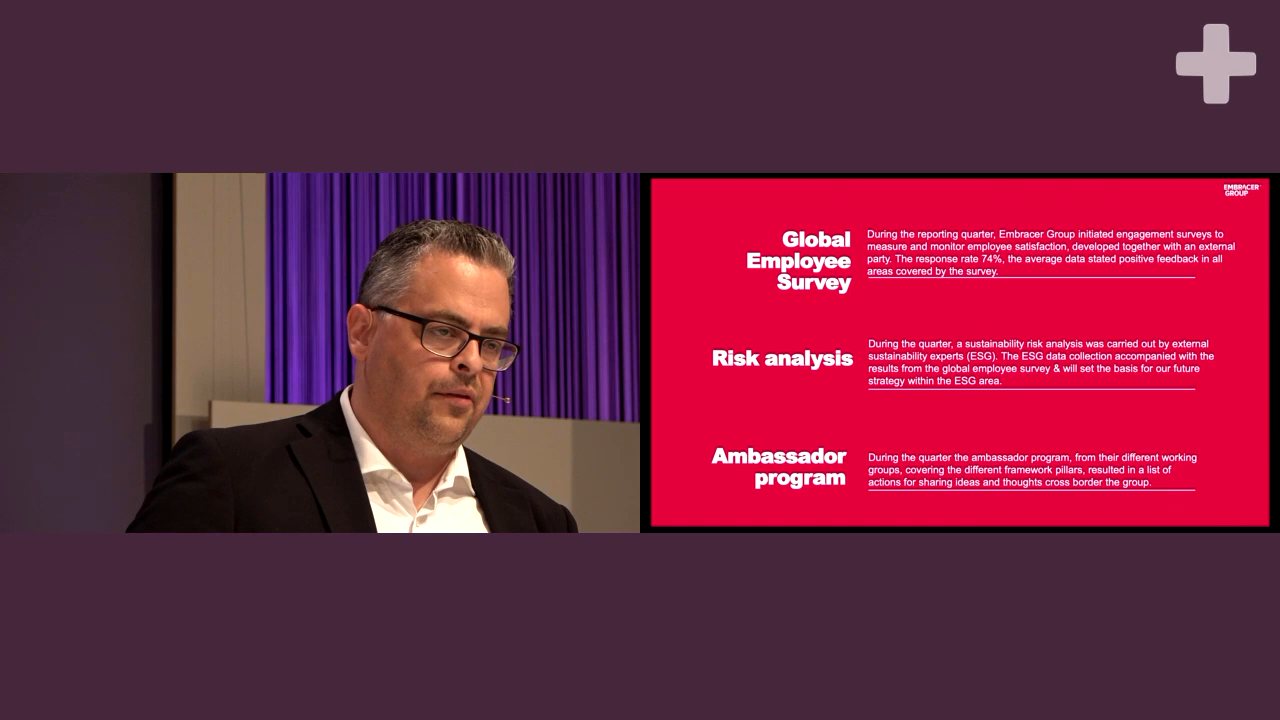 EMBRACER
GROUP
Global
Employee
Survey
During the reporting quarter, Embracer Group initiated engagement surveys to
measure and monitor employee satisfaction, developed together with an external
party. The response rate 74%, the average data stated positive feedback in all
areas covered by the survey.
Risk analysis
During the quarter, a sustainability risk analysis was carried out by external
sustainability experts (ESG). The ESG data collection accompanied with the
results from the global employee survey & will set the basis for our future
strategy within the ESG area.
Ambassador
program
During the quarter the ambassador program, from their different working
groups, covering the different framework pillars, resulted in a list of
actions for sharing ideas and thoughts cross border the group.